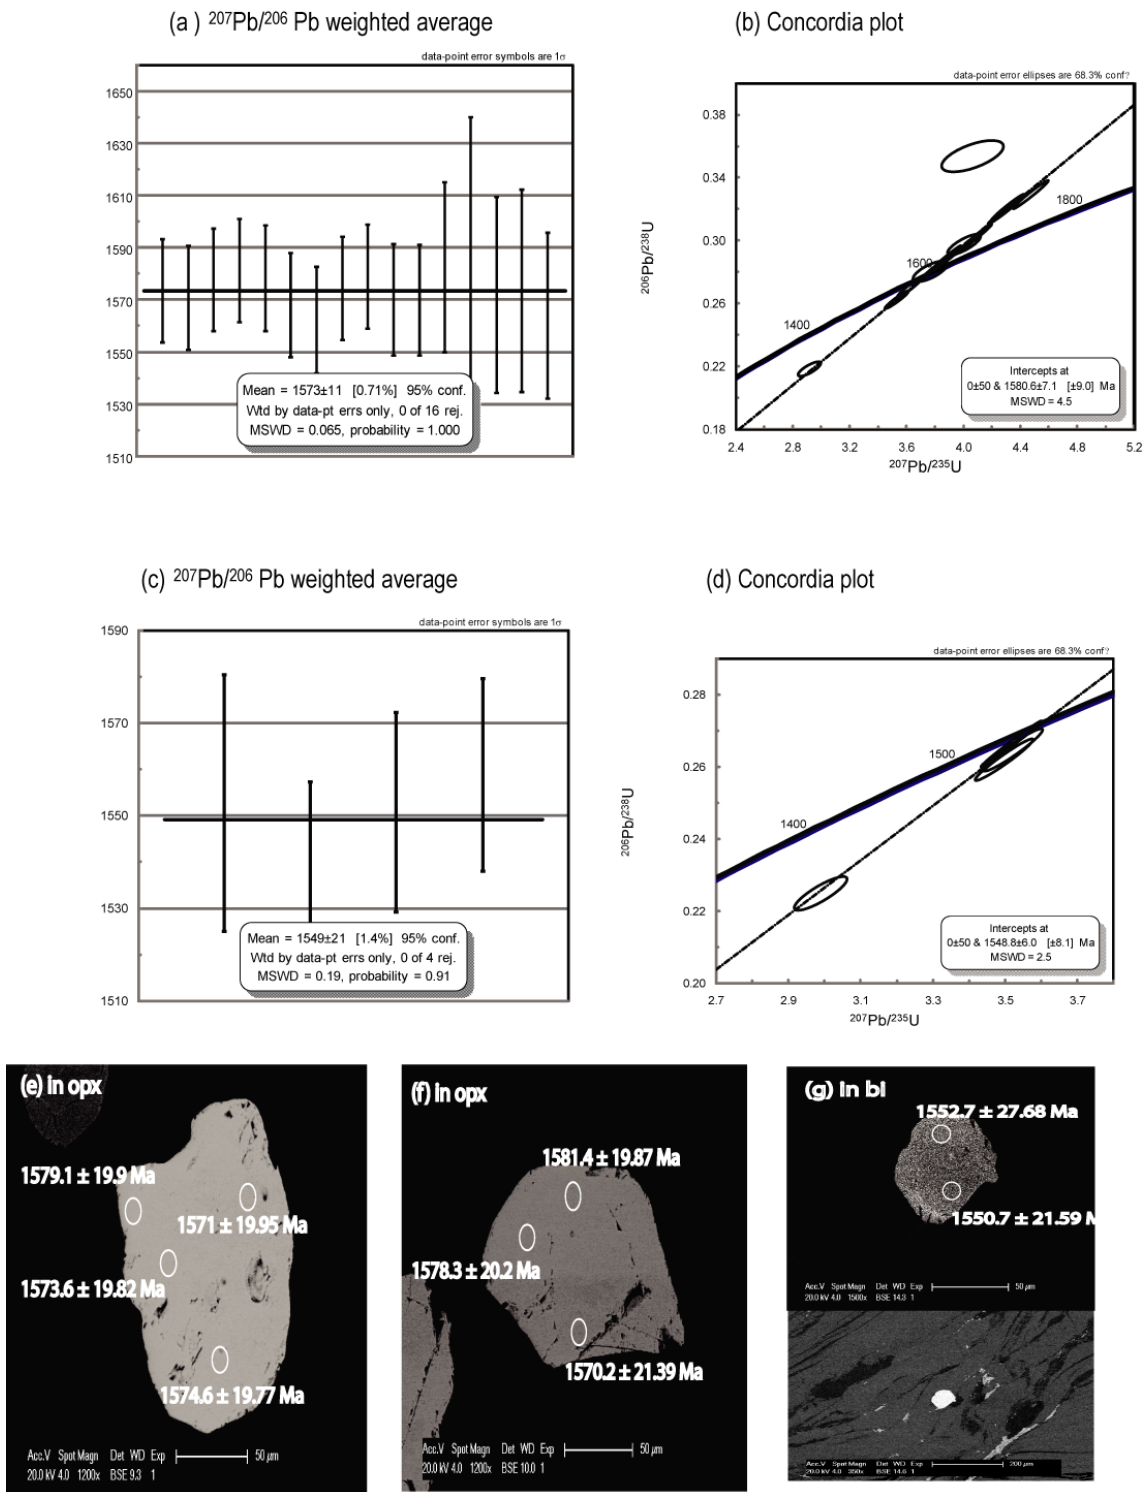 (a ) 207Pb/206 Pb weighted average
data-point error symbols are 1σ
1650
1630
1610
1590
1570
1550
1530
1510
Mean = 1573±11 [0.71%] 95% conf.
Wtd by data-pt errs only, 0 of 16 rej.
MSWD = 0.065, probability = 1.000
(b) Concordia plot
data-point error ellipses are 68.3% conf?
0.38
0.34
0.30
0.26
0.22
0.18
206Pb/238U
1800
1600
1400
Intercepts at
0±50 & 1580.6±7.1 [±9.0] Ma
MSWD = 4.5
2.4 2.8 3.2 3.6 4.0 4.4 4.8 5.2
207Pb/235U
(c) 207Pb/206 Pb weighted average
data-point error symbols are 1σ
1590
1570
1550
1530
1510
Mean = 1549±21 [1.4%] 95% conf.
Wtd by data-pt errs only, 0 of 4 rej.
MSWD = 0.19, probability = 0.91
(d) Concordia plot
data-point error ellipses are 68.3% conf?
0.28
0.26
0.24
0.22
0.20
206Pb/238U
1500
1400
Intercepts at
0±50 & 1548.8±6.0 [±8.1] Ma
MSWD = 2.5
2.7 2.9 3.1 3.3 3.5 3.7
207Pb/235U
(e) in opx
1579.1 ± 19.9 Ma
1571 ± 19.95 Ma
1573.6 ± 19.82 Ma
1574.6 ± 19.77 Ma
Acc.V Spot Magn Det WD Exp 50 µm
20.0 kV 4.0 1200x BSE 9.3 1
(f) in opx
1581.4 ± 19.87 Ma
1578.3 ± 20.2 Ma
1570.2 ± 21.39 Ma
Acc.V Spot Magn Det WD Exp 50 µm
20.0 kV 4.0 1200x BSE 10.0 1
(g) in bi
1552.7 ± 27.68 Ma
1550.7 ± 21.59 M
Acc.V Spot Magn Det WD Exp 50 µm
20.0 kV 4.0 1500x BSE 14.3 1
Acc.V Spot Magn Det WD Exp 200 µm
20.0 kV 4.0 350x BSE 14.6 1